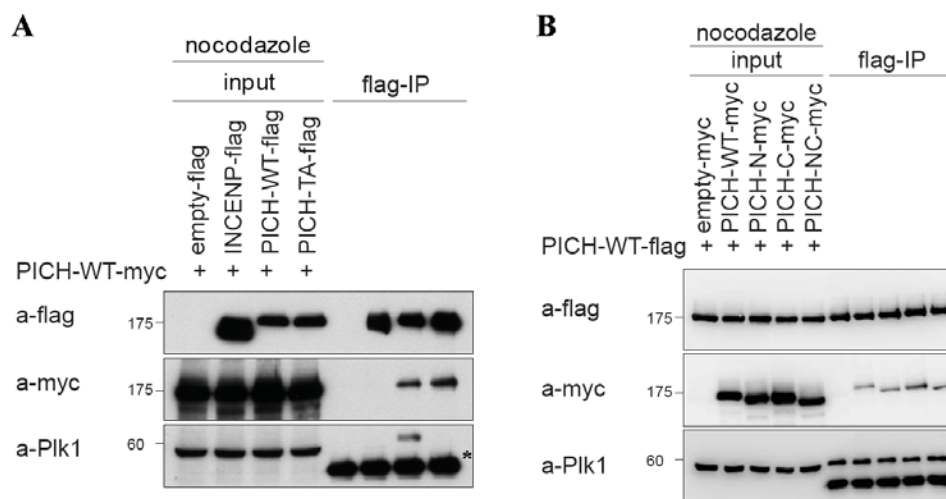 A
nocodazole
input
flag-IP
empty-flag
INCENP-flag
PICH-WT-flag
PICH-TA-flag
PICH-WT-myc + + + +
a-flag
175
a-myc
175
a-Plk1
60
*
B
nocodazole
input
flag-IP
empty-myc
PICH-WT-myc
PICH-N-myc
PICH-C-myc
PICH-NC-myc
PICH-WT-flag + + + + +
a-flag
175
a-myc
175
a-Plk1
60